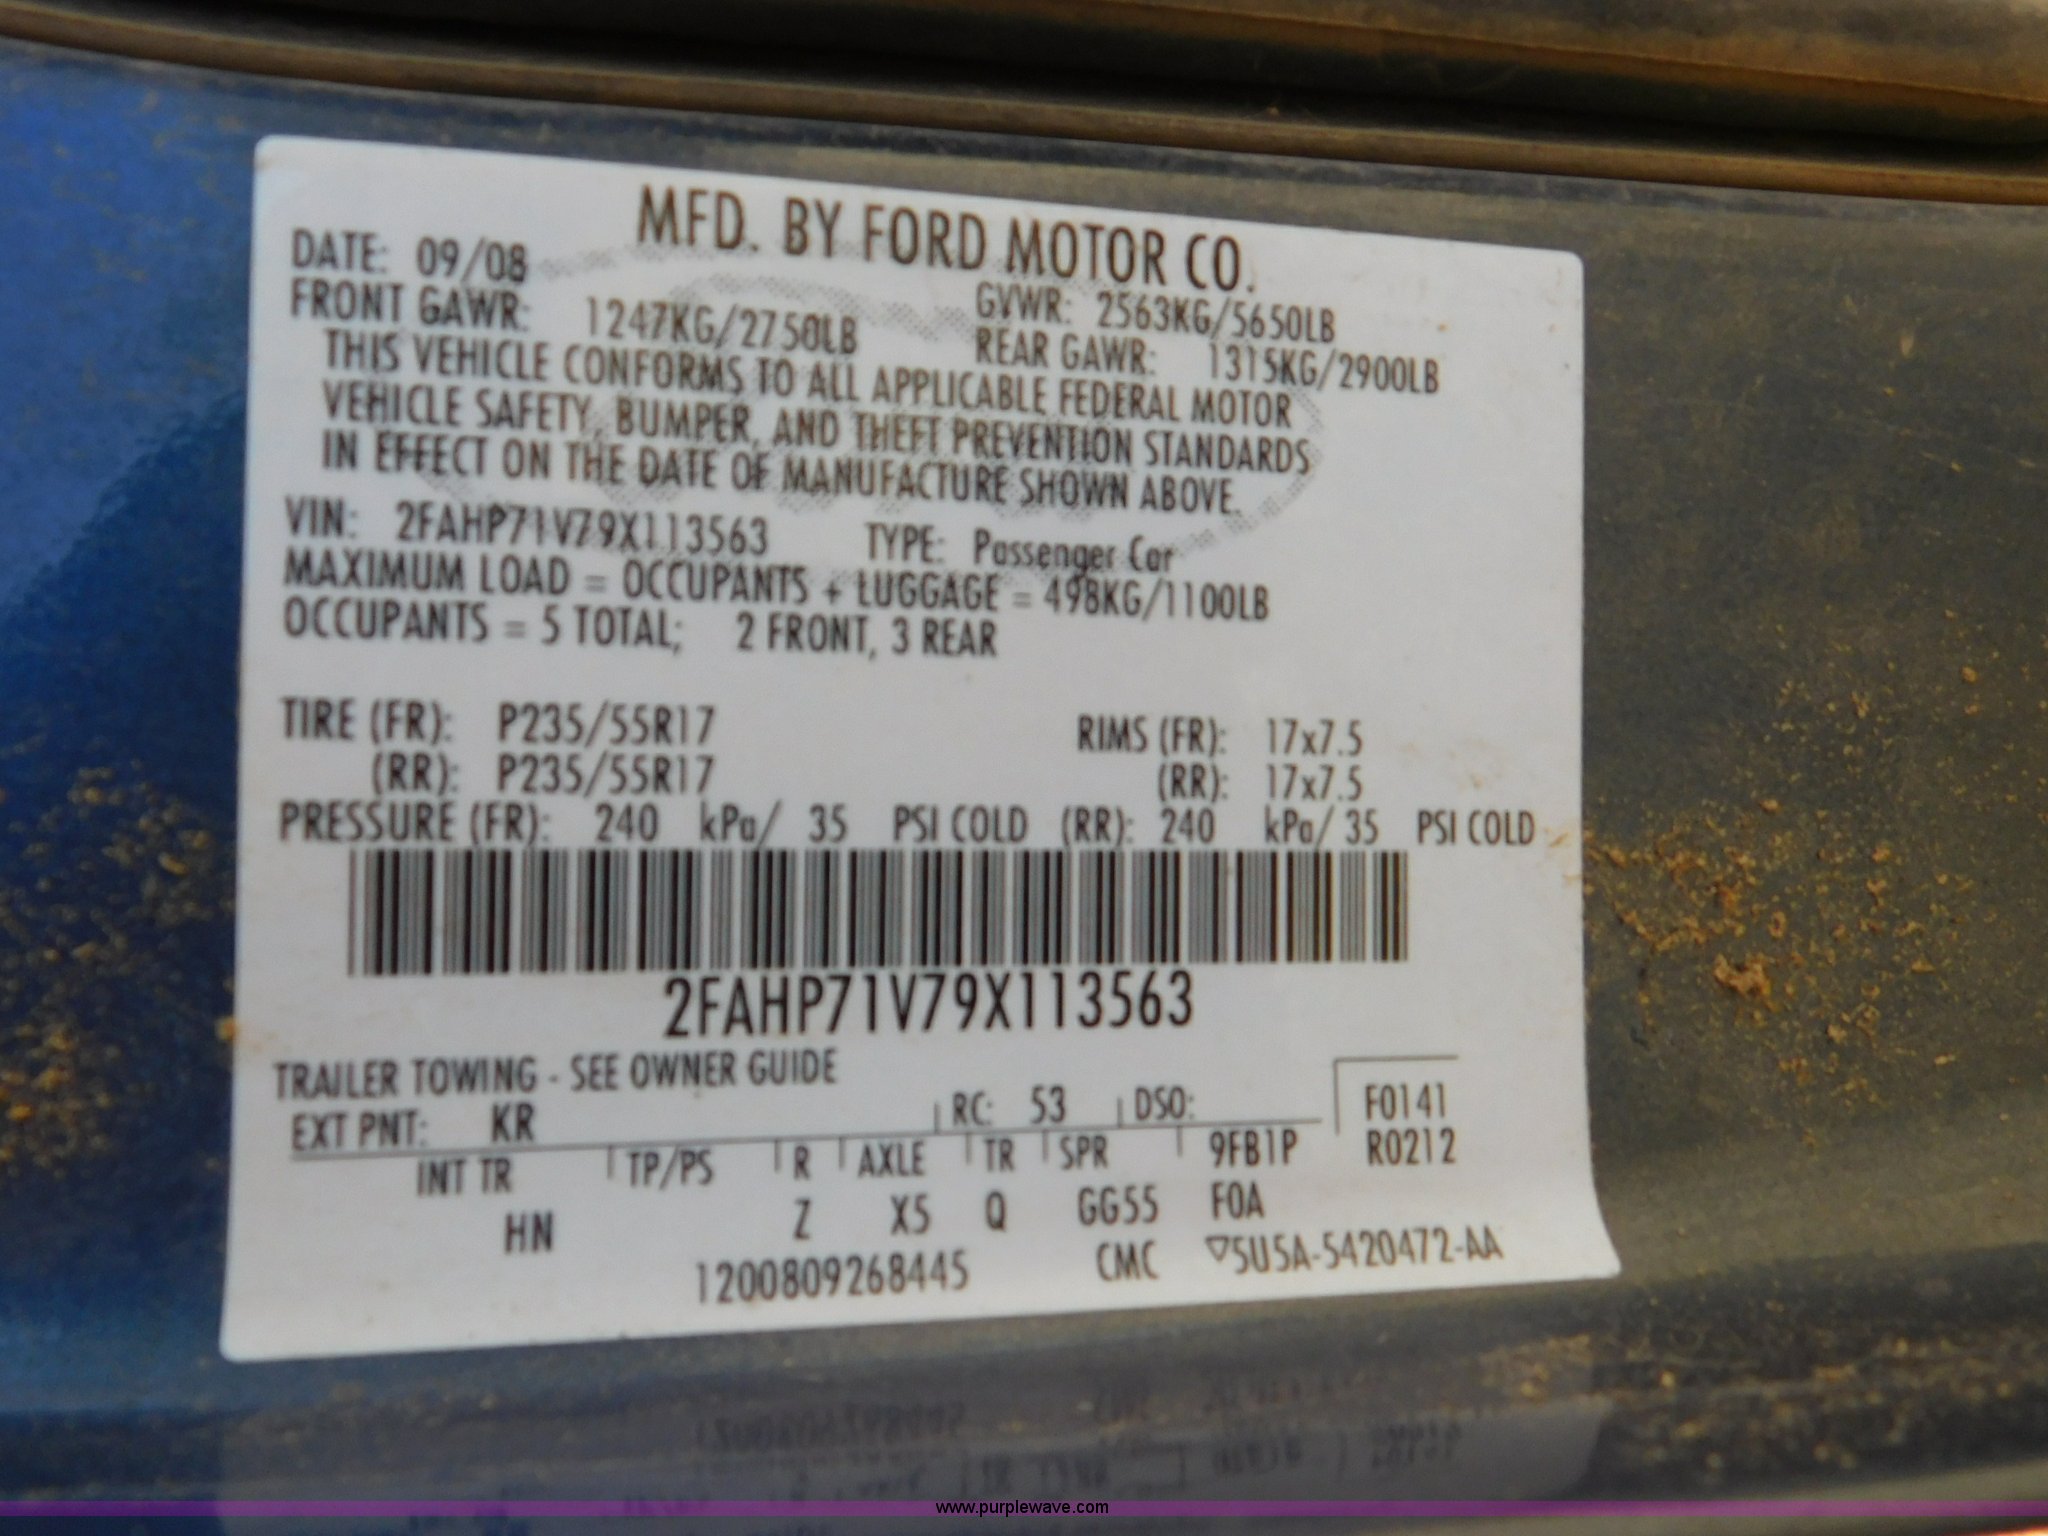 MFD. BY FORD MOTOR CO.
DATE: 09/08
GVWR: 2563KG/5650LB
FRONT GAWR: 1247KG/2750LB
REAR GAWR: 1315KG/2900LB
THIS VEHICLE CONFORMS TO ALL APPLICABLE FEDERAL MOTOR
VEHICLE SAFETY, BUMPER, AND THEFT PREVENTION STANDARDS
IN EFFECT ON THE DATE OF MANUFACTURE SHOWN ABOVE.
VIN: 2FAHP71V79X113563 TYPE: Passenger Car
MAXIMUM LOAD = OCCUPANTS + LUGGAGE = 498KG/1100LB
OCCUPANTS = 5 TOTAL; 2 FRONT, 3 REAR
TIRE (FR): P235/55R17 RIMS (FR): 17x7.5
(RR): P235/55R17 (RR): 17x7.5
PRESSURE (FR): 240 kPa/ 35 PSI COLD (RR): 240 kPa/ 35 PSI COLD
2FAHP71V79X113563
TRAILER TOWING - SEE OWNER GUIDE
EXT PNT: KR RC: 53 DSO: F0141
INT TR TP/PS R AXLE TR SPR 9FB1P R0212
HN Z X5 Q GG55 F0A
1200809268445 CMC ▽5U5A-5420472-AA
www.purplewave.com